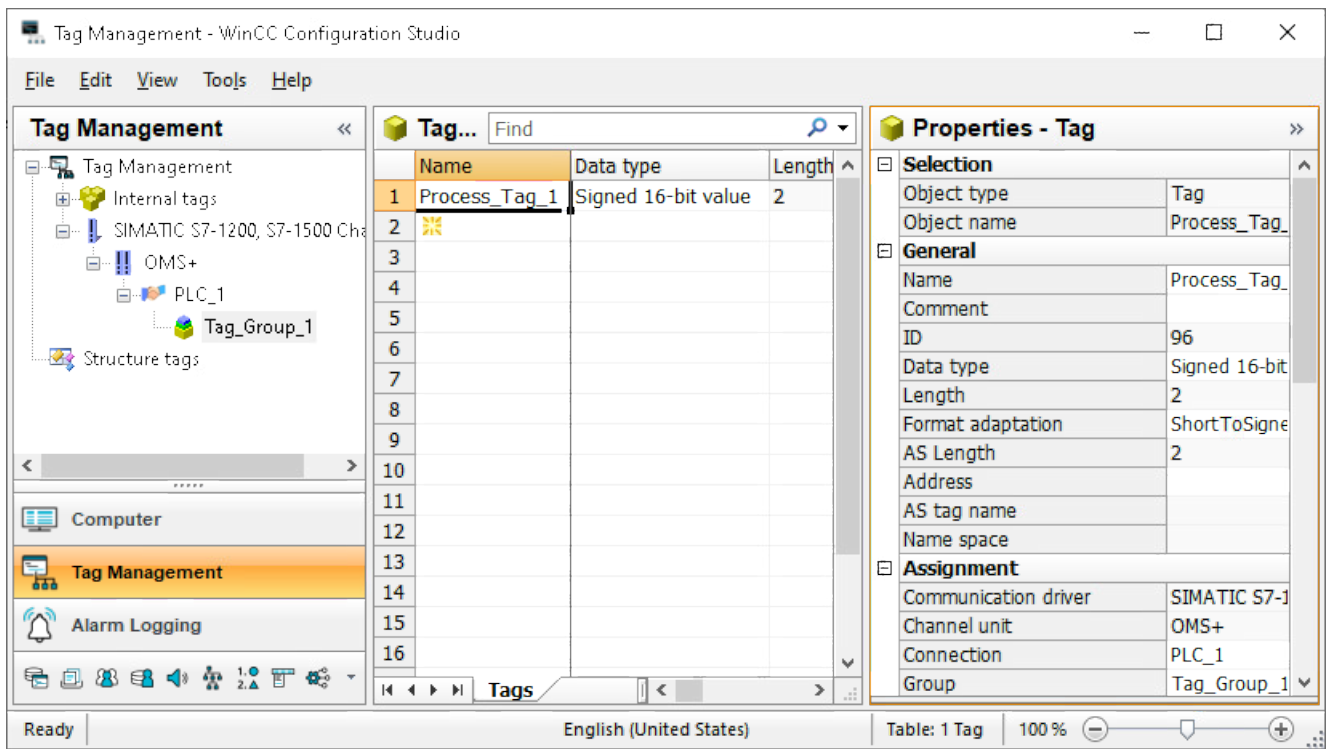 Tag Management - WinCC Configuration Studio
File Edit View Tools Help
Tag Management «
Tag Management
Internal tags
SIMATIC S7-1200, S7-1500 Cha
OMS+
PLC_1
Tag_Group_1
Structure tags
Computer
Tag Management
Alarm Logging
Tag... Find
Name Data type Length
1 Process_Tag_1 Signed 16-bit value 2
2
3
4
5
6
7
8
9
10
11
12
13
14
15
16
Tags
Properties - Tag »
Selection
Object type Tag
Object name Process_Tag_
General
Name Process_Tag_
Comment
ID 96
Data type Signed 16-bit
Length 2
Format adaptation ShortToSigne
AS Length 2
Address
AS tag name
Name space
Assignment
Communication driver SIMATIC S7-1
Channel unit OMS+
Connection PLC_1
Group Tag_Group_1
Ready English (United States) Table: 1 Tag 100 %